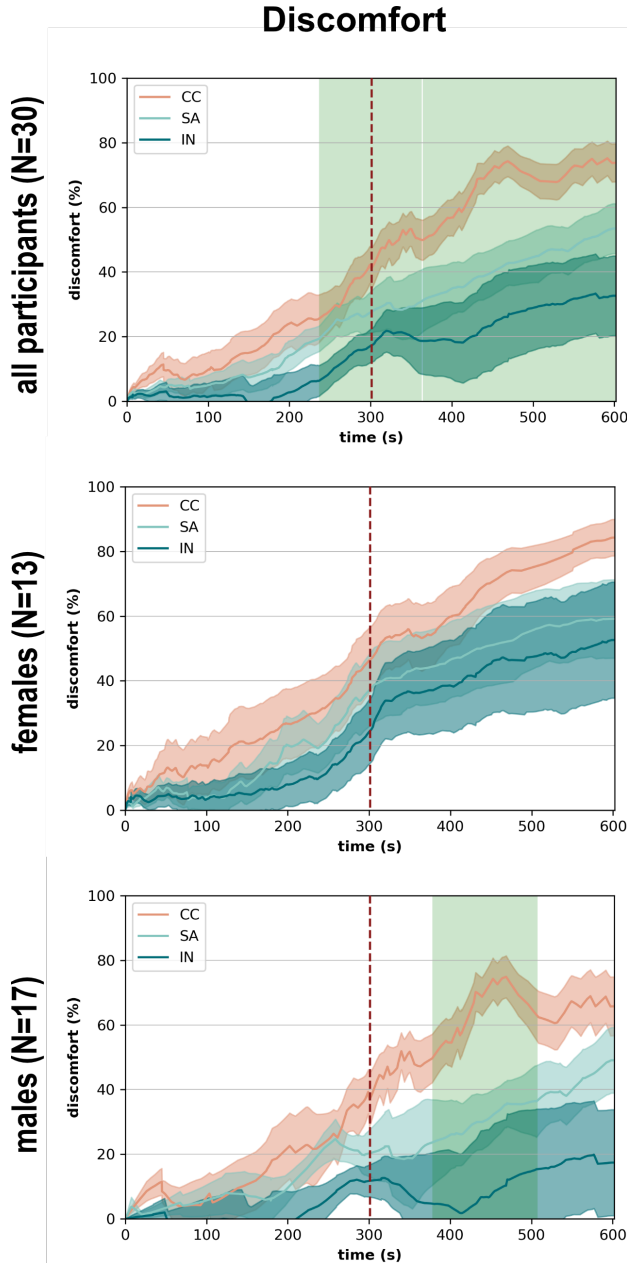 Discomfort
all participants (N=30)
discomfort (%)
100
80
60
40
20
0
CC
SA
IN
0 100 200 300 400 500 600
time (s)
females (N=13)
discomfort (%)
100
80
60
40
20
0
CC
SA
IN
0 100 200 300 400 500 600
time (s)
males (N=17)
discomfort (%)
100
80
60
40
20
0
CC
SA
IN
0 100 200 300 400 500 600
time (s)